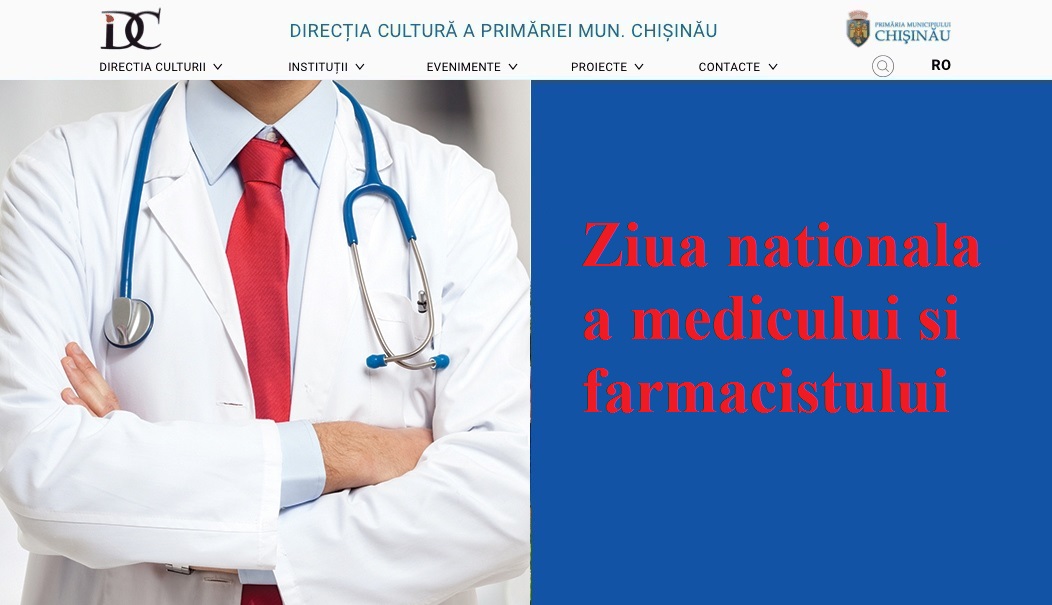 DC
DIRECȚIA CULTURĂ A PRIMĂRIEI MUN. CHIȘINĂU
PRIMĂRIA MUNICIPIULUI
CHIȘINĂU
DIRECTIA CULTURII
INSTITUȚII
EVENIMENTE
PROIECTE
CONTACTE
RO
Ziua nationala
a medicului si
farmacistului